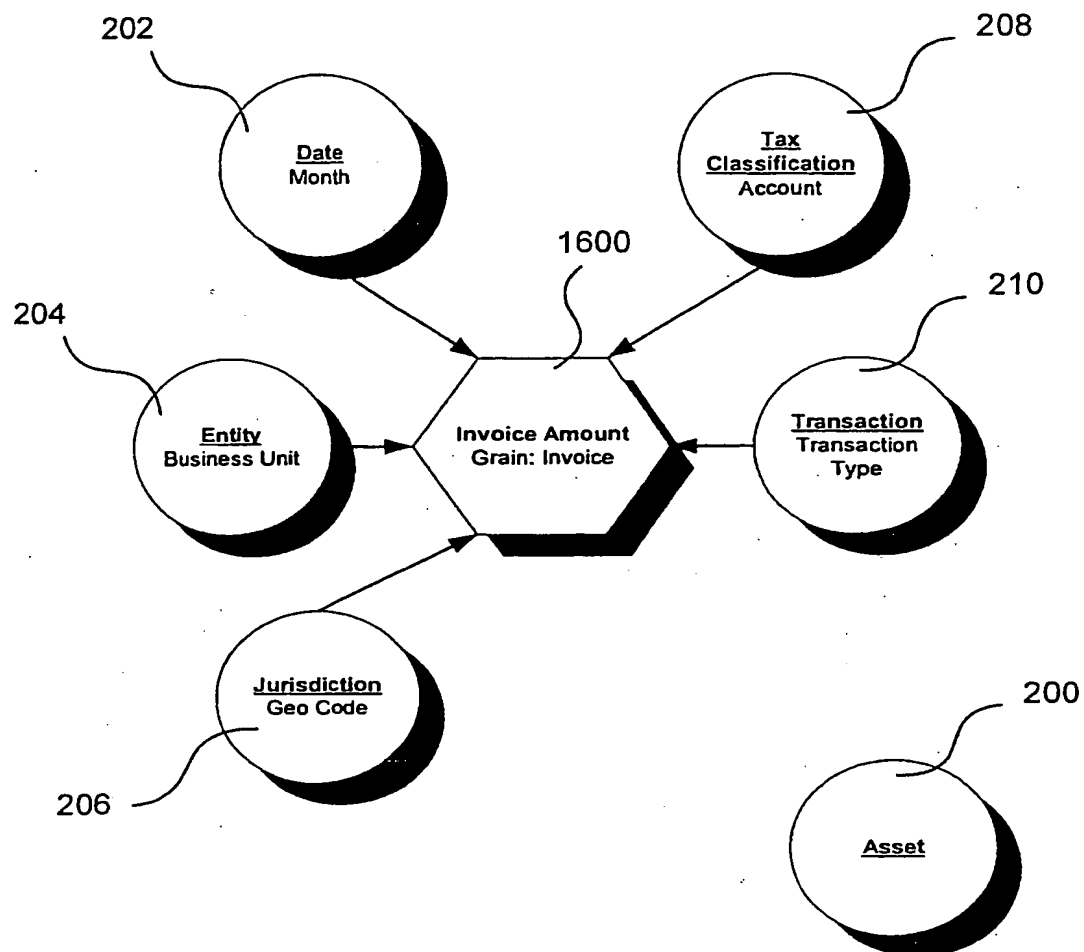 202
208
Date
Month
Tax
Classification
Account
1600
210
204
Entity
Business Unit
Invoice Amount
Grain: Invoice
Transaction
Transaction
Type
Jurisdiction
Geo Code
206
200
Asset